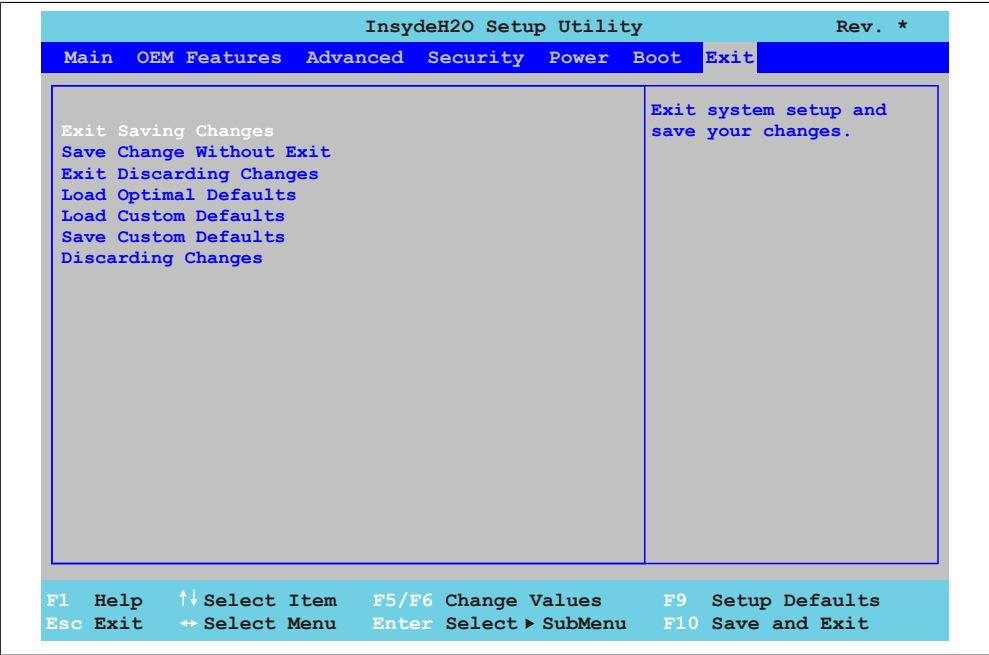 InsydeH2O Setup Utility Rev. *
Main OEM Features Advanced Security Power Boot Exit
Exit Saving Changes
Save Change Without Exit
Exit Discarding Changes
Load Optimal Defaults
Load Custom Defaults
Save Custom Defaults
Discarding Changes
Exit system setup and
save your changes.
F1 Help ↑↓ Select Item F5/F6 Change Values F9 Setup Defaults
Esc Exit ↔ Select Menu Enter Select ▶ SubMenu F10 Save and Exit